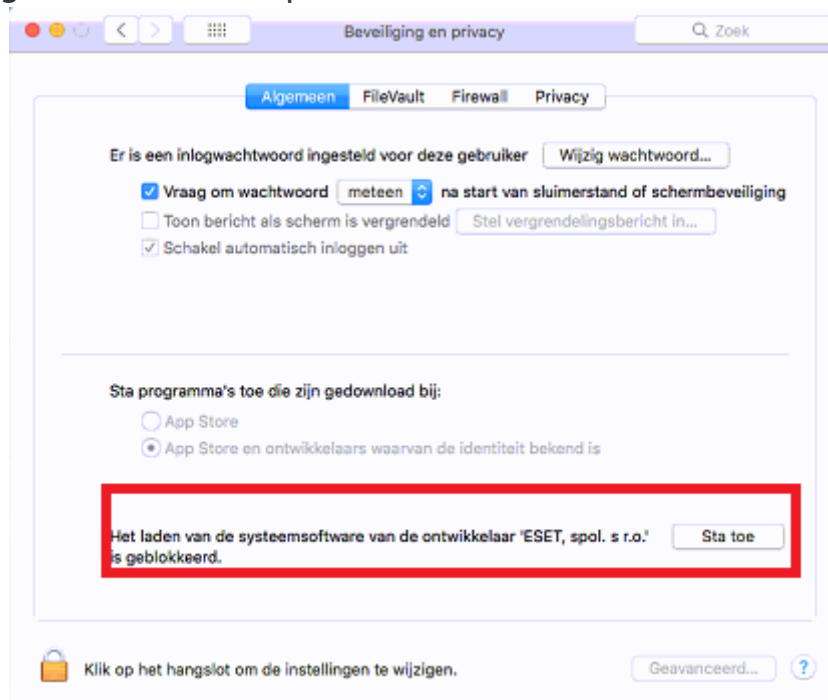 Beveiliging en privacy
Zoek
Algemeen FileVault Firewall Privacy
Er is een inlogwachtwoord ingesteld voor deze gebruiker Wijzig wachtwoord...
Vraag om wachtwoord meteen na start van sluimerstand of schermbeveiliging
Toon bericht als scherm is vergrendeld Stel vergrendelingsbericht in...
Schakel automatisch inloggen uit
Sta programma's toe die zijn gedownload bij:
App Store
App Store en ontwikkelaars waarvan de identiteit bekend is
Het laden van de systeemsoftware van de ontwikkelaar 'ESET, spol. s r.o.' Sta toe
is geblokkeerd.
Klik op het hangslot om de instellingen te wijzigen. Geavanceerd... ?